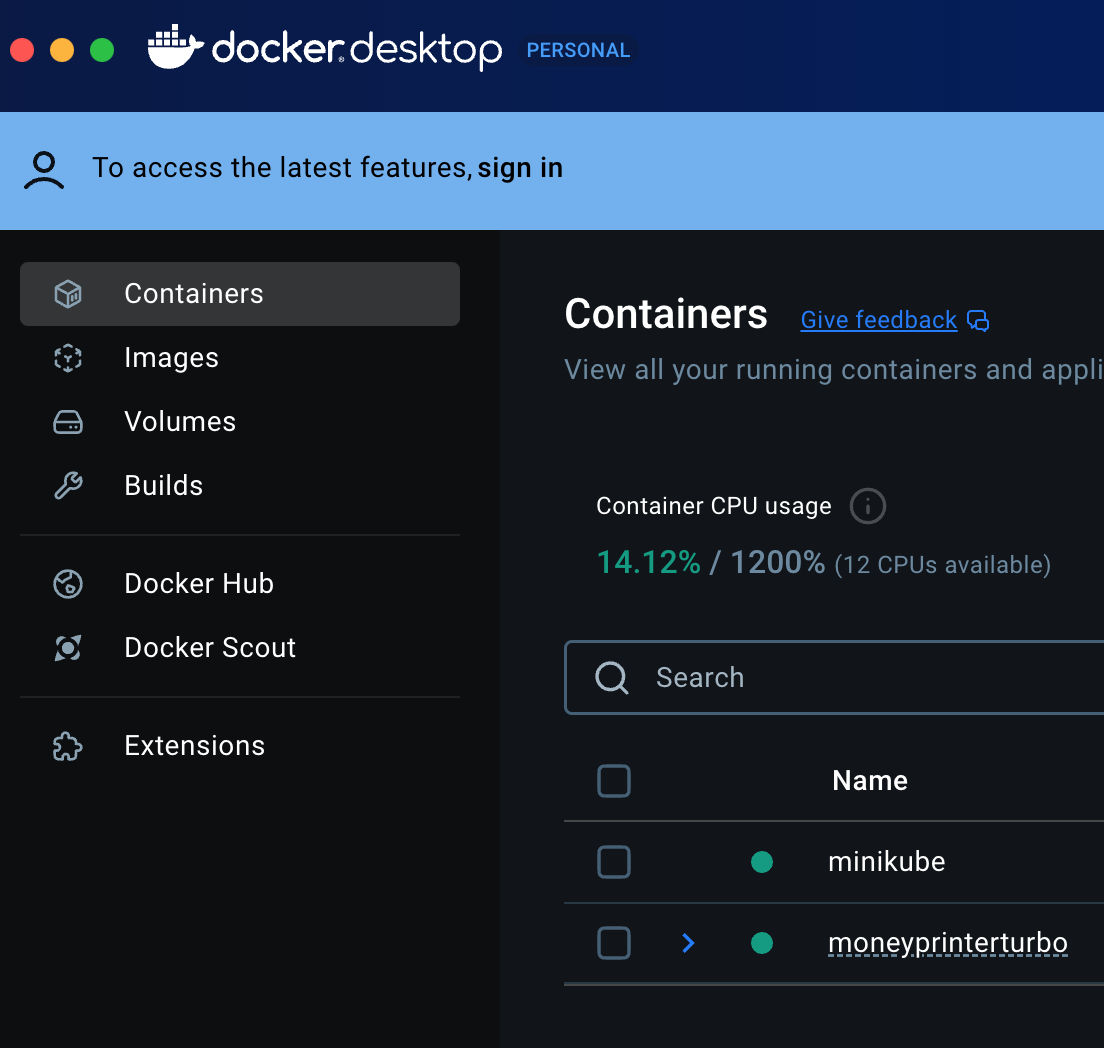 docker desktop PERSONAL
To access the latest features, sign in
Containers
Images
Volumes
Builds
Docker Hub
Docker Scout
Extensions
Containers Give feedback
View all your running containers and appli
Container CPU usage
14.12% / 1200% (12 CPUs available)
Search
Name
minikube
moneyprinterturbo